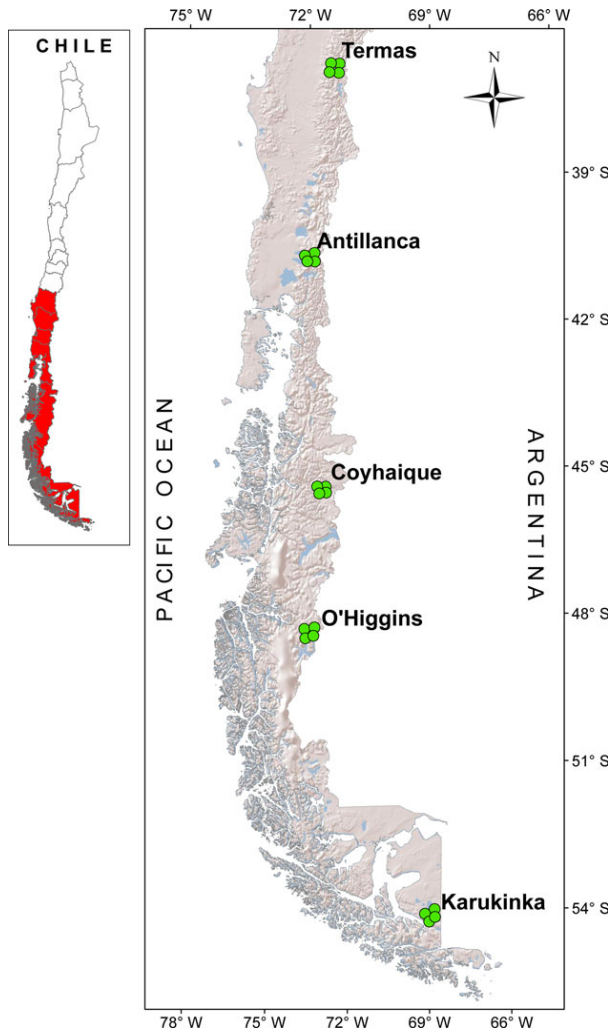 75° W 72° W 69° W 66° W
CHILE
Termas
N
39° S
Antillanca
42° S
PACIFIC OCEAN
ARGENTINA
Coyhaique
45° S
O'Higgins
48° S
51° S
Karukinka
54° S
78° W 75° W 72° W 69° W 66° W